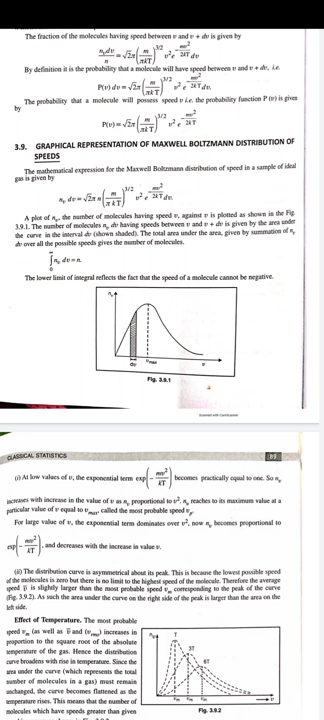 The fraction of the molecules having speed between v and v + dv is given by
n_v dv / n = √2π (m/πkT)^3/2 v² e^(−mv²/2kT) dv
By definition it is the probability that a molecule will have speed between v and v + dv, i.e.
P(v) dv = √2π (m/πkT)^3/2 v² e^(−mv²/2kT) dv.
The probability that a molecule will possess speed v i.e. the probability function P (v) is given
by
P(v) = √2π (m/πkT)^3/2 v² e^(−mv²/2kT)
3.9. GRAPHICAL REPRESENTATION OF MAXWELL BOLTZMANN DISTRIBUTION OF
SPEEDS
The mathematical expression for the Maxwell Boltzmann distribution of speed in a sample of ideal
gas is given by
n_v dv = √2π n (m/πkT)^3/2 v² e^(−mv²/2kT) dv.
A plot of n_v, the number of molecules having speed v, against v is plotted as shown in the Fig.
3.9.1. The number of molecules n_v dv having speeds between v and v + dv is given by the area under
the curve in the interval dv (shown shaded). The total area under the area, given by summation of n_v
dv over all the possible speeds gives the number of molecules.
∫₀^∞ n_v dv = n.
The lower limit of integral reflects the fact that the speed of a molecule cannot be negative.
n_v
dv
v_max
v
Fig. 3.9.1
Scanned with CamScanner
CLASSICAL STATISTICS
(i) At low values of v, the exponential term exp(−mv²/kT) becomes practically equal to one. So n_v
increases with increase in the value of v as n_v proportional to v². n_v reaches to its maximum value at a
particular value of v equal to v_max, called the most probable speed v_p.
For large value of v, the exponential term dominates over v², now n_v becomes proportional to
exp(−mv²/kT), and decreases with the increase in value v.
(ii) The distribution curve is asymmetrical about its peak. This is because the lowest possible speed
of the molecules is zero but there is no limit to the highest speed of the molecule. Therefore the average
speed v̄ is slightly larger than the most probable speed v_m corresponding to the peak of the curve
(Fig. 3.9.2). As such the area under the curve on the right side of the peak is larger than the area on the
left side.
Effect of Temperature. The most probable
speed v_m (as well as v̄ and (v_rms) increases in
proportion to the square root of the absolute
temperature of the gas. Hence the distribution
curve broadens with rise in temperature. Since the
area under the curve (which represents the total
number of molecules in a gas) must remain
unchanged, the curve becomes flattened as the
temperature rises. This means that the number of
molecules which have speeds greater than given
n_v
T
3T
6T
v_m v_m v_m
v
Fig. 3.9.2